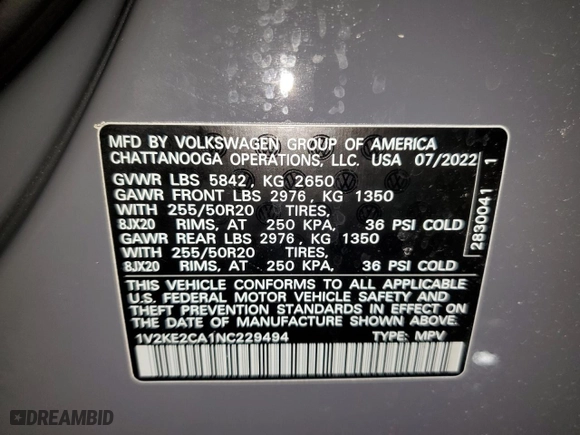 MFD BY VOLKSWAGEN GROUP OF AMERICA
CHATTANOOGA OPERATIONS, LLC. USA 07/2022
GVWR LBS 5842, KG 2650
GAWR FRONT LBS 2976, KG 1350
WITH 255/50R20 TIRES,
8JX20 RIMS, AT 250 KPA, 36 PSI COLD
GAWR REAR LBS 2976, KG 1350
WITH 255/50R20 TIRES,
8JX20 RIMS, AT 250 KPA, 36 PSI COLD
THIS VEHICLE CONFORMS TO ALL APPLICABLE
U.S. FEDERAL MOTOR VEHICLE SAFETY AND
THEFT PREVENTION STANDARDS IN EFFECT ON
THE DATE OF MANUFACTURE SHOWN ABOVE.
1V2KE2CA1NC229494 TYPE: MPV
2830041 1
DREAMBID